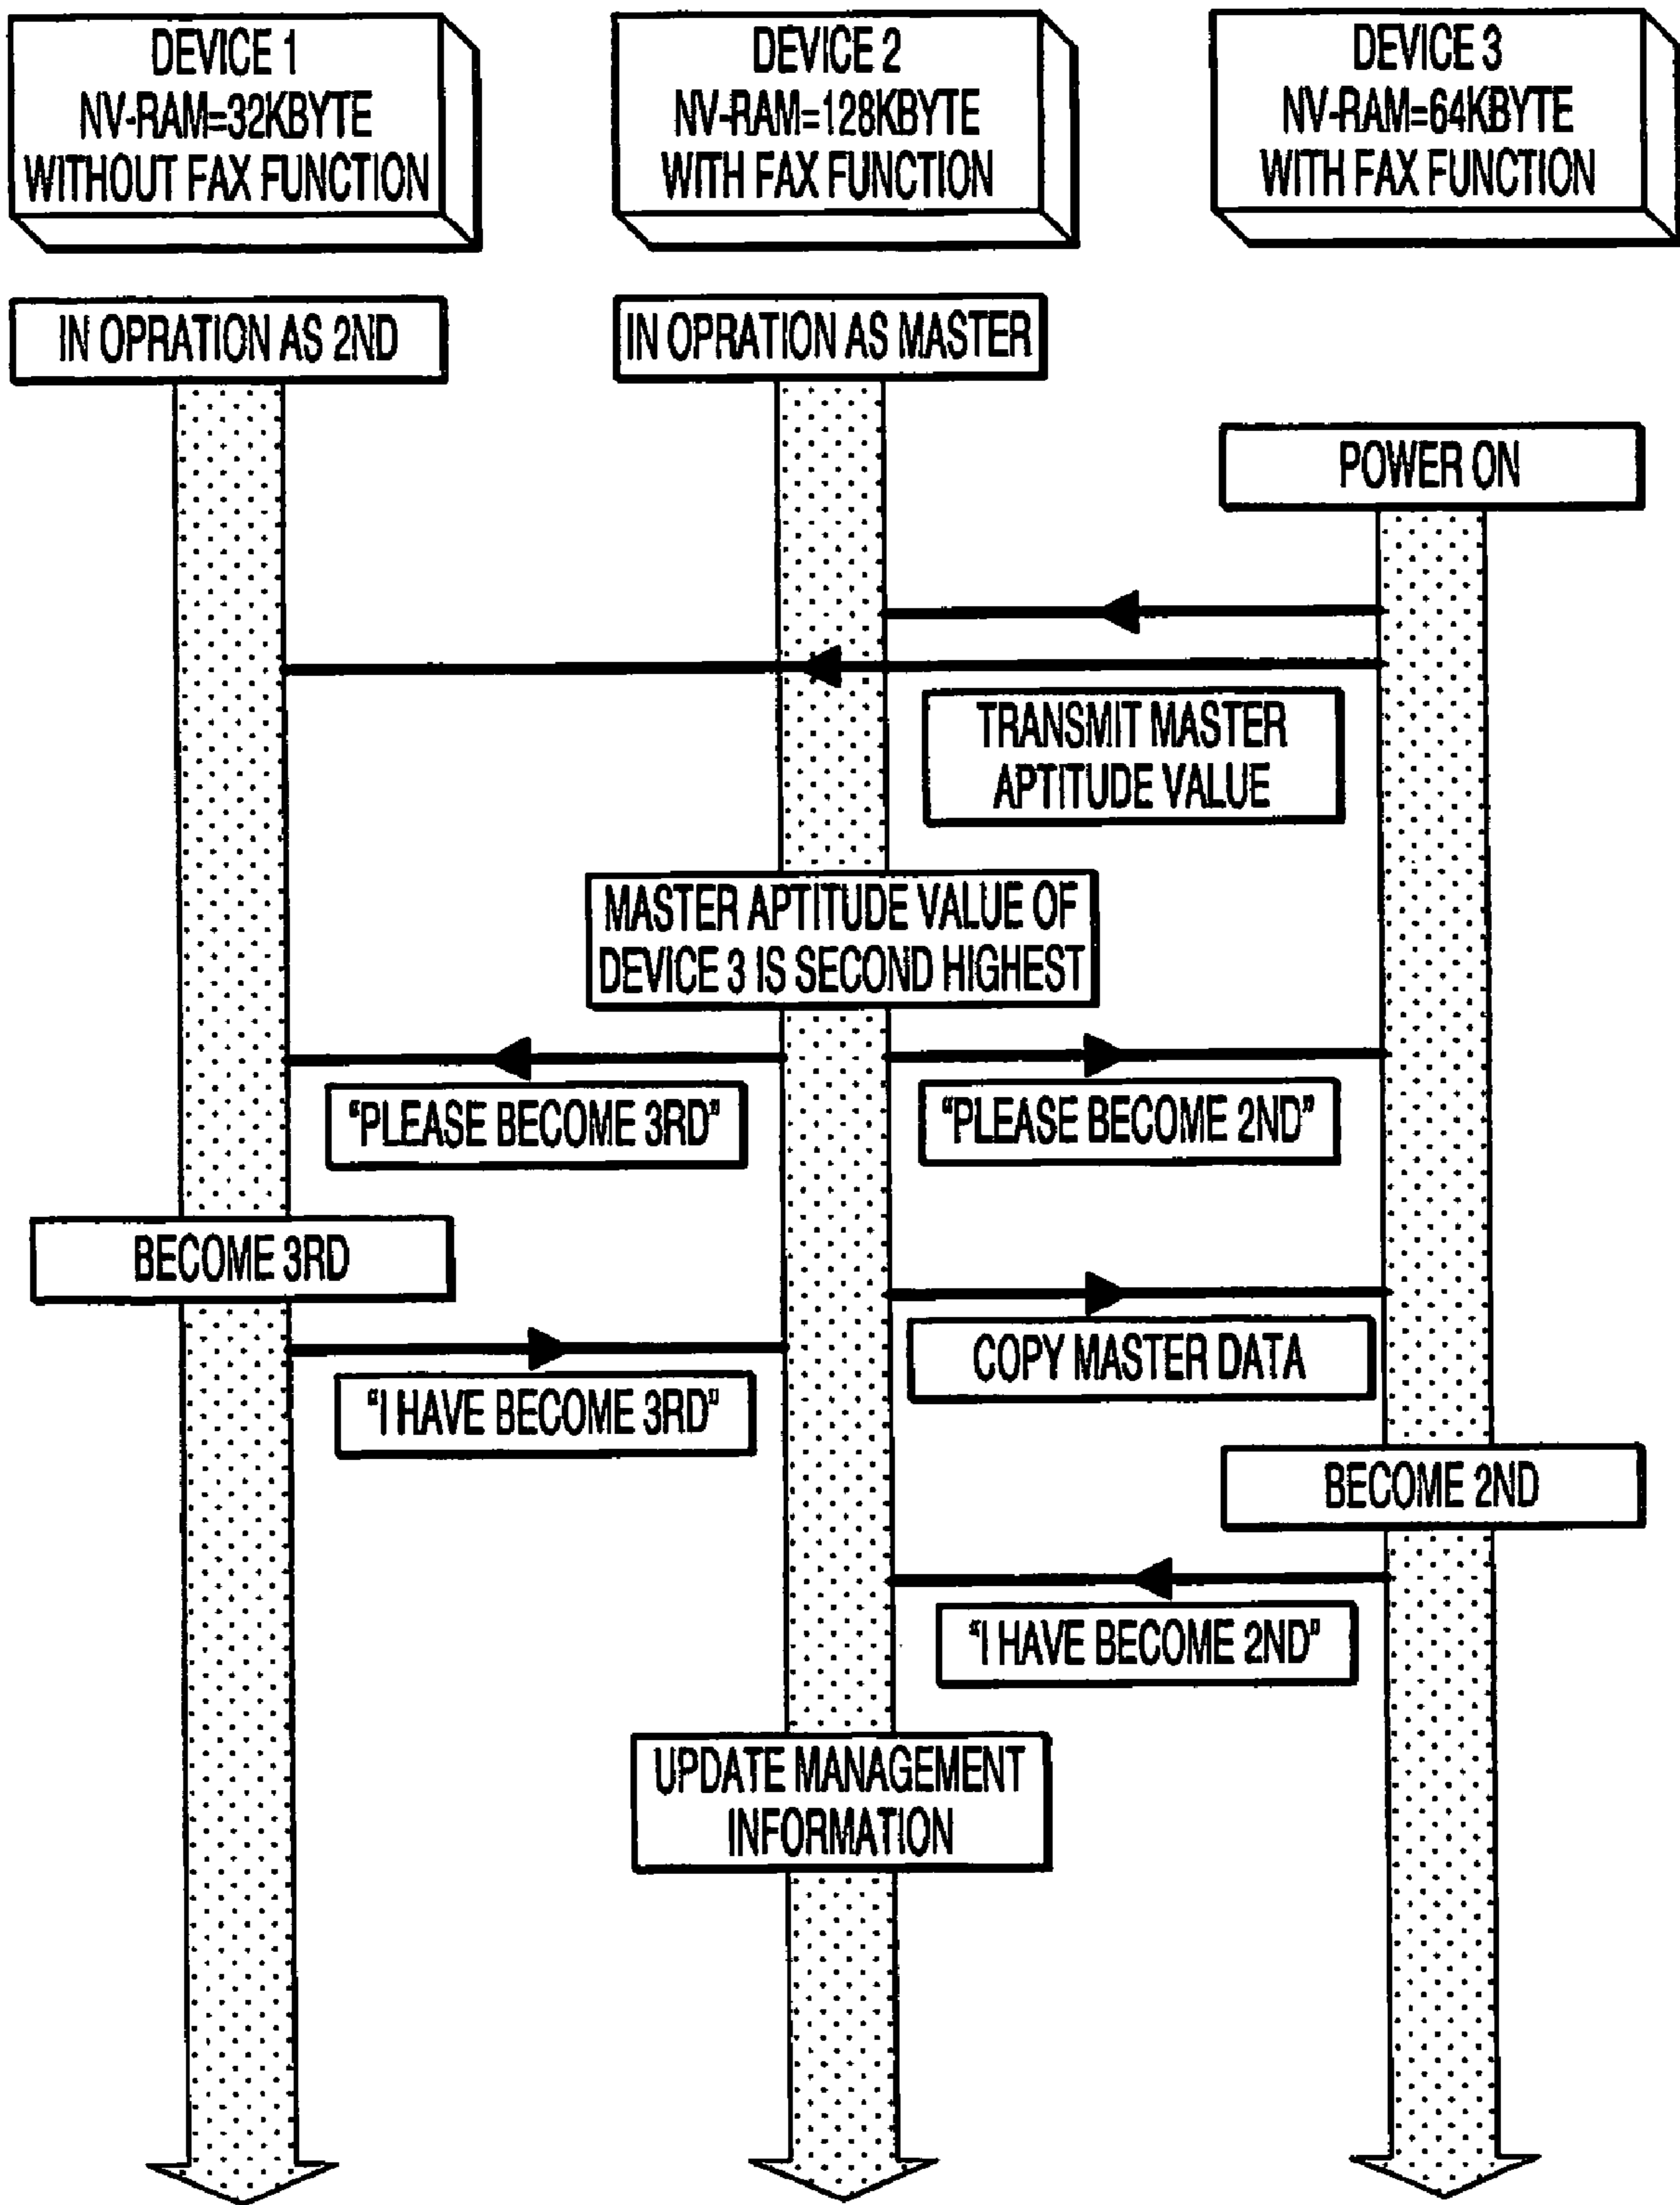 DEVICE 1
NV-RAM=32KBYTE
WITHOUT FAX FUNCTION
DEVICE 2
NV-RAM=128KBYTE
WITH FAX FUNCTION
DEVICE 3
NV-RAM=64KBYTE
WITH FAX FUNCTION
IN OPRATION AS 2ND
IN OPRATION AS MASTER
POWER ON
TRANSMIT MASTER
APTITUDE VALUE
MASTER APTITUDE VALUE OF
DEVICE 3 IS SECOND HIGHEST
"PLEASE BECOME 3RD"
"PLEASE BECOME 2ND"
BECOME 3RD
COPY MASTER DATA
"I HAVE BECOME 3RD"
BECOME 2ND
"I HAVE BECOME 2ND"
UPDATE MANAGEMENT
INFORMATION